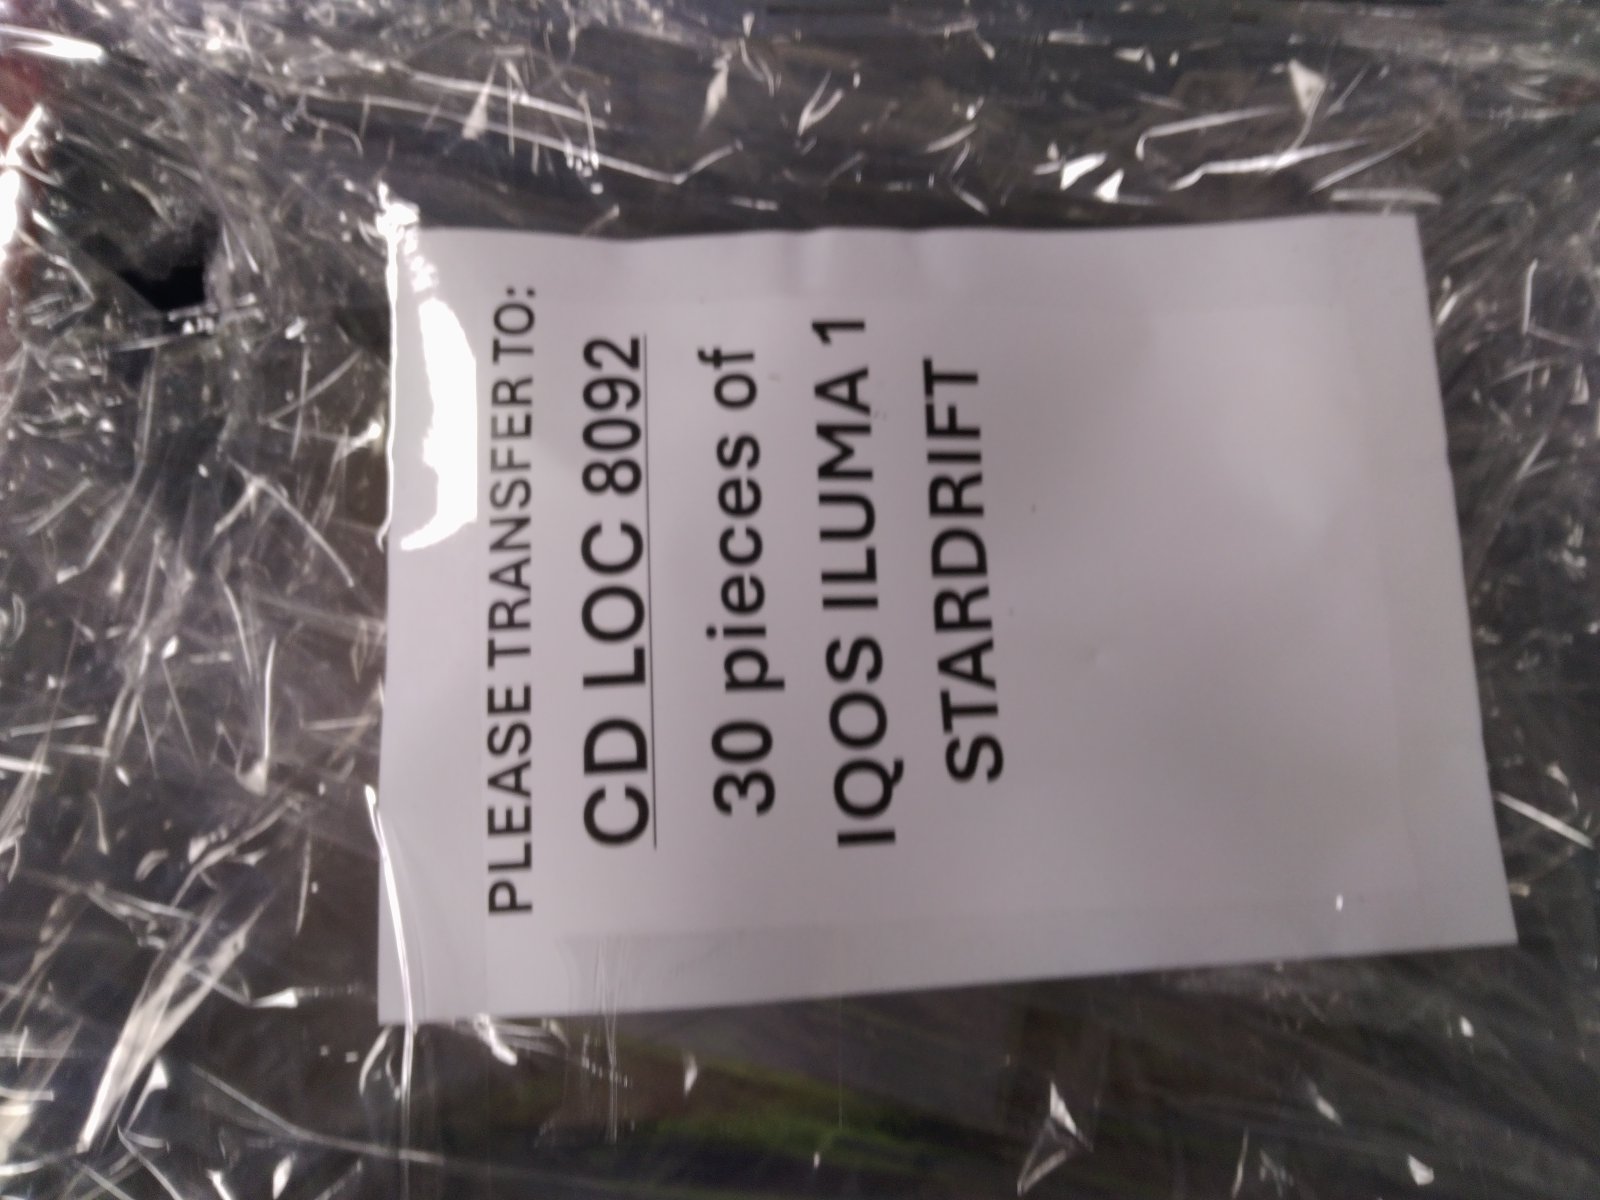 PLEASE TRANSFER TO:
CD LOC 8092
30 pieces of
IQOS ILUMA 1
STARDRIFT